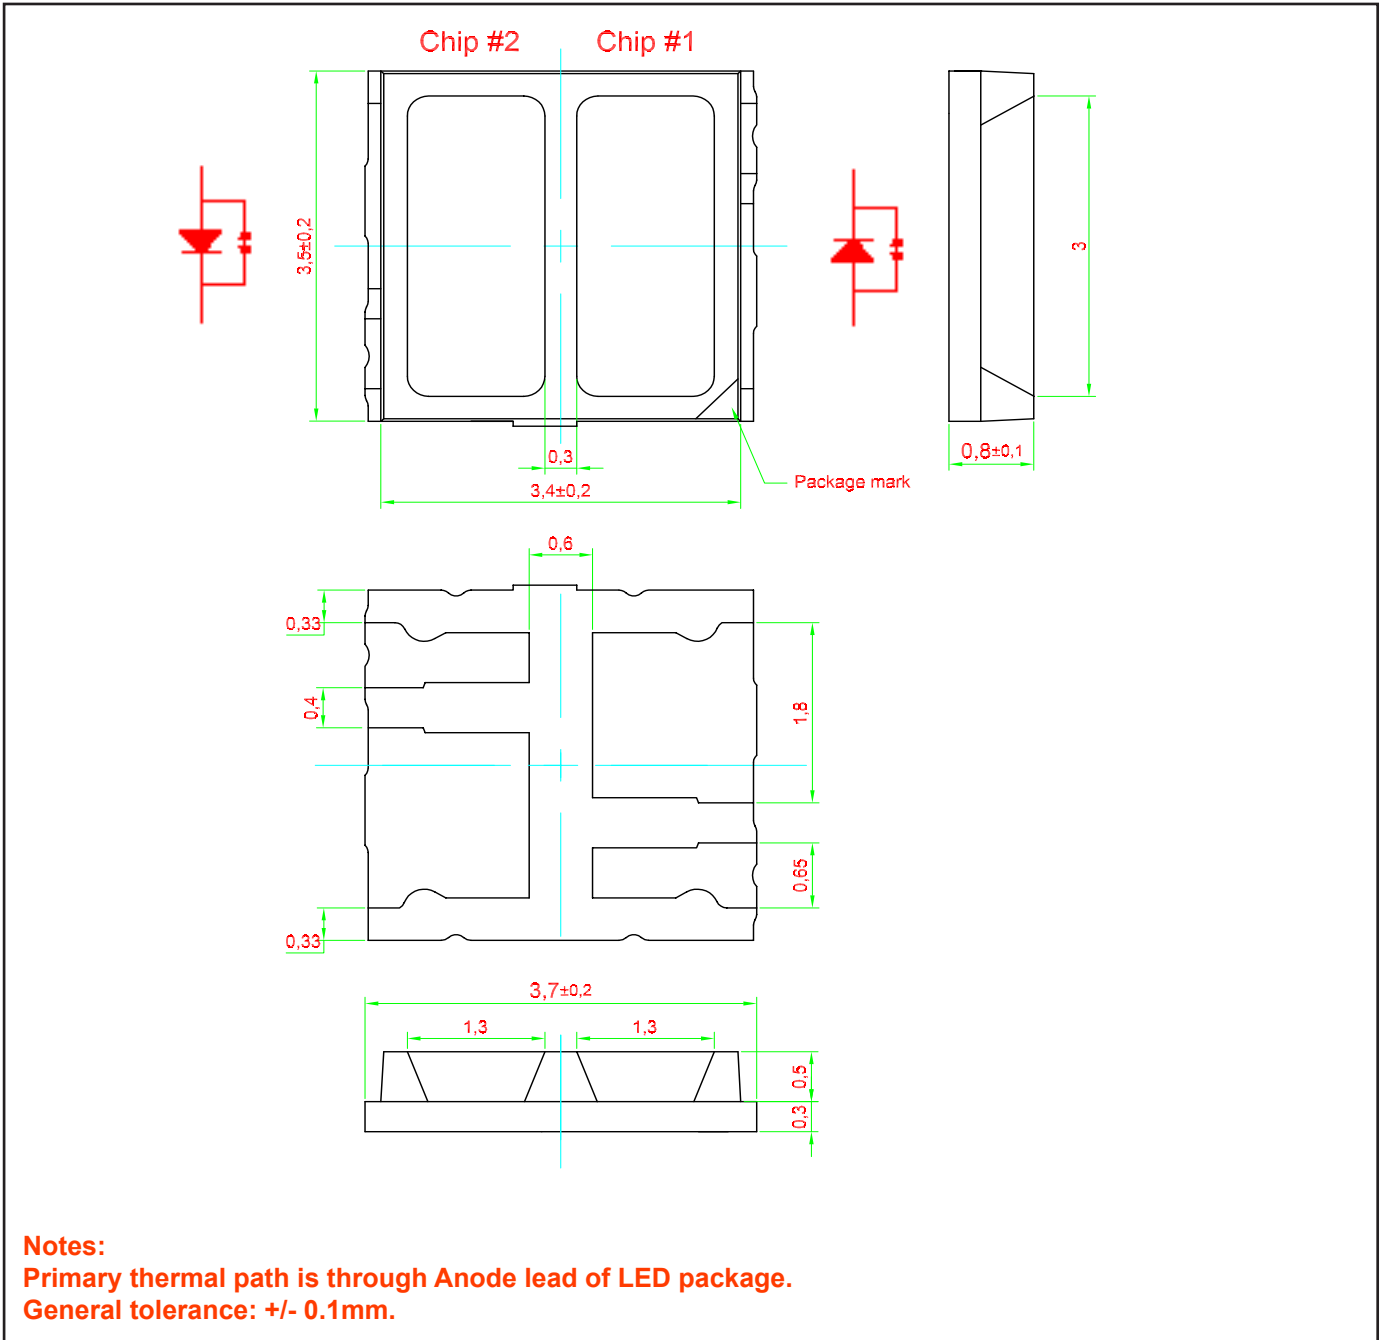 Chip #2
Chip #1
3,5±0,2
3
0,8±0,1
0,3
3,4±0,2
Package mark
0,6
0,33
0,4
1,8
0,65
0,33
3,7±0,2
1,3
1,3
0,5
0,3
Notes:
Primary thermal path is through Anode lead of LED package.
General tolerance: +/- 0.1mm.